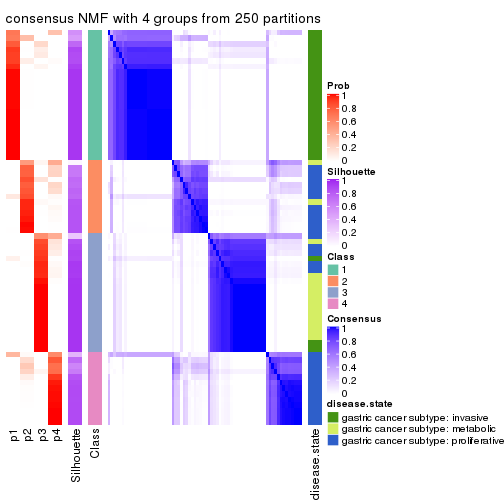 consensus NMF with 4 groups from 250 partitions
Prob
1
0.8
0.6
0.4
0.2
0
Silhouette
1
0.8
0.6
0.4
0.2
0
Class
1
2
3
4
Consensus
1
0.8
0.6
0.4
0.2
0
disease.state
gastric cancer subtype: invasive
gastric cancer subtype: metabolic
gastric cancer subtype: proliferative
p1
p2
p3
p4
Silhouette
Class
disease.state